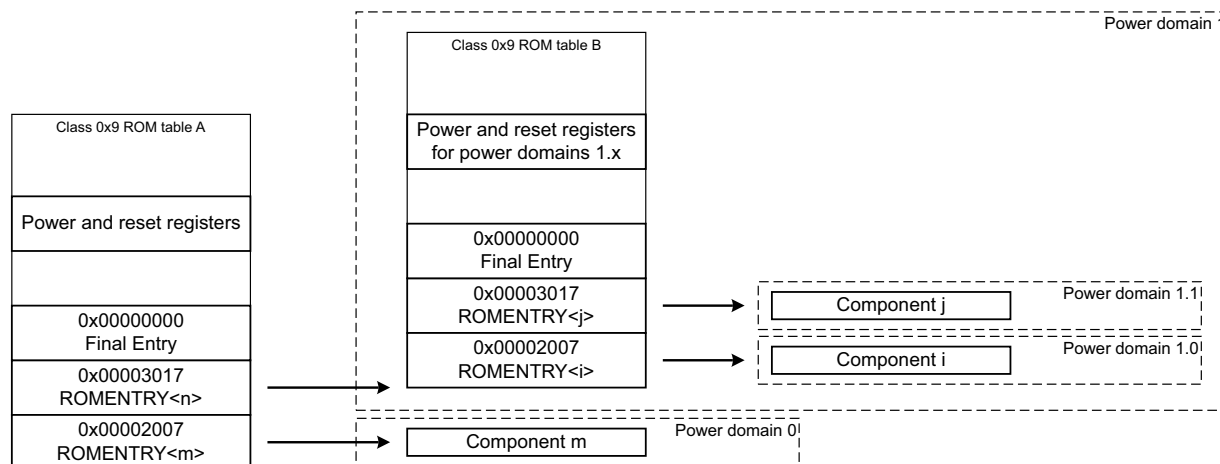 Power domain 1
Class 0x9 ROM table B
Power and reset registers
for power domains 1.x
0x00000000
Final Entry
0x00003017
ROMENTRY<j>
0x00002007
ROMENTRY<i>
Component j
Power domain 1.1
Component i
Power domain 1.0
Class 0x9 ROM table A
Power and reset registers
0x00000000
Final Entry
0x00003017
ROMENTRY<n>
0x00002007
ROMENTRY<m>
Component m
Power domain 0